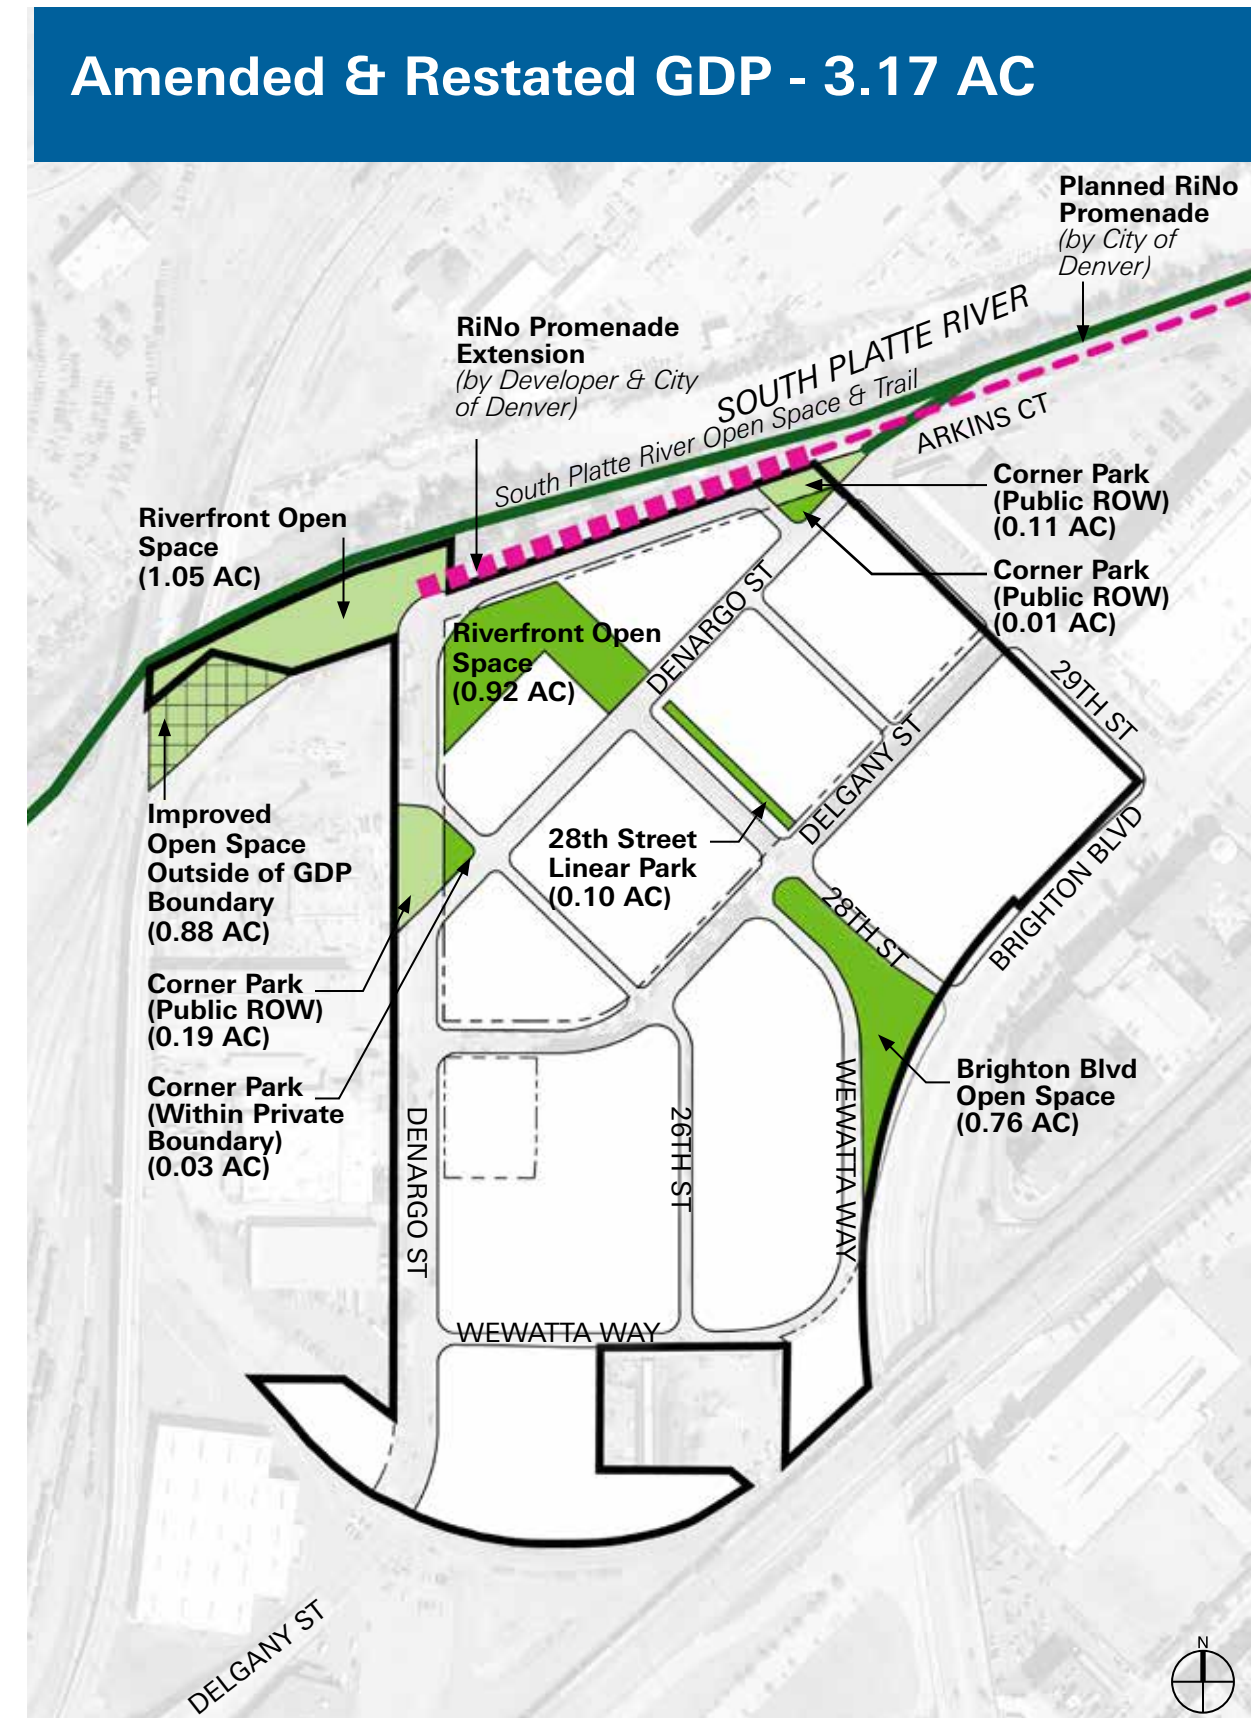 Amended & Restated GDP - 3.17 AC
Planned RiNo
Promenade
(by City of
Denver)
RiNo Promenade
Extension
(by Developer & City
of Denver)
SOUTH PLATTE RIVER
South Platte River Open Space & Trail
ARKINS CT
Corner Park
(Public ROW)
(0.11 AC)
Riverfront Open
Space
(1.05 AC)
Corner Park
(Public ROW)
(0.01 AC)
Riverfront Open
Space
(0.92 AC)
DENARGO ST
29TH ST
DELGANY ST
Improved
Open Space
Outside of GDP
Boundary
(0.88 AC)
28th Street
Linear Park
(0.10 AC)
28TH ST
BRIGHTON BLVD
Corner Park
(Public ROW)
(0.19 AC)
Corner Park
(Within Private
Boundary)
(0.03 AC)
Brighton Blvd
Open Space
(0.76 AC)
DENARGO ST
26TH ST
WEWATTA WAY
WEWATTA WAY
DELGANY ST
N